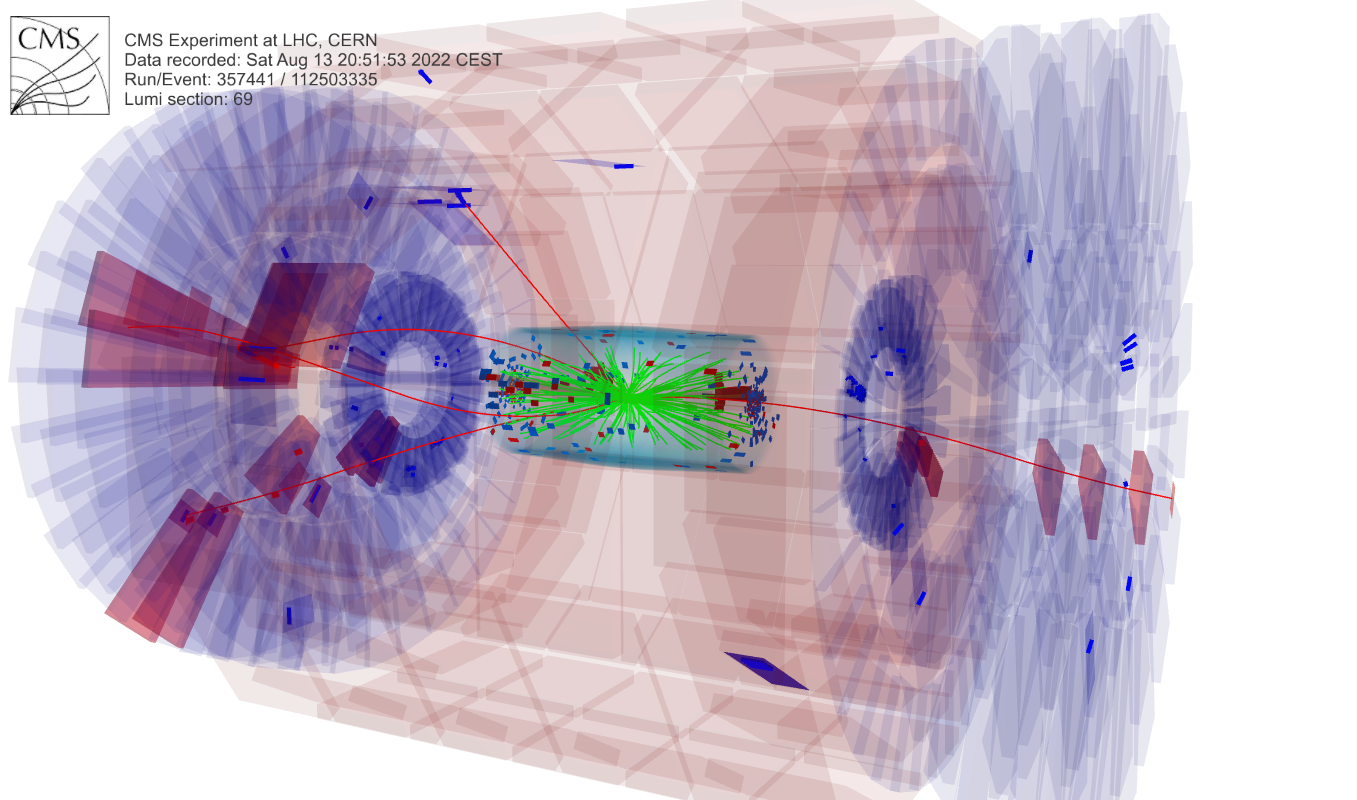 CMS
CMS Experiment at LHC, CERN
Data recorded: Sat Aug 13 20:51:53 2022 CEST
Run/Event: 357441 / 112503335
Lumi section: 69